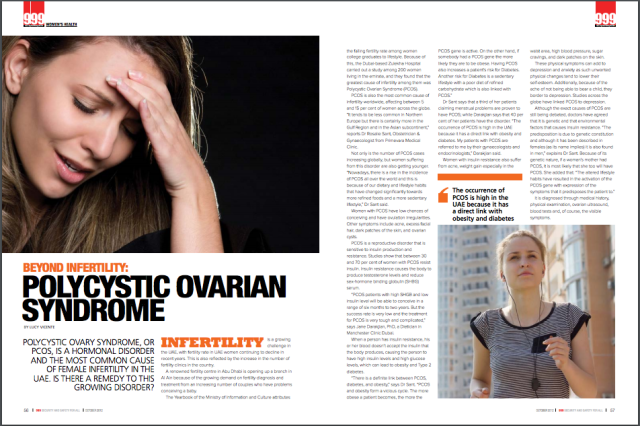 999
WOMEN'S HEALTH
999
BEYOND INFERTILITY:
POLYCYSTIC OVARIAN
SYNDROME
BY LUCY
POLYCYSTIC OVARY SYNDROME, OR
PCOS, IS A HORMONAL DISORDER
AND THE MOST COMMON CAUSE
OF FEMALE INFERTILITY IN THE
UAE. IS THERE A REMEDY TO THIS
GROWING DISORDER?
INFERTILITY is a growing
challenge in
the UAE, with fertility rate in UAE women continuing to decline in
recent years. This is also reflected by the increase in the number of
fertility clinics in the country.
A renowned fertility centre in Abu Dhabi is opening up a branch in
Al Ain because of the growing demand on fertility diagnosis and
treatment from an increasing number of couples who have problems
conceiving a baby.
The Yearbook of the Ministry of Information and Culture attributes
the falling fertility rate among women
college graduates to lifestyle. Because of
this, the Dubai-based Zulekha Hospital
carried out a study among 200 women
living in the emirate, and they found that the
greatest cause of infertility among them was
Polycystic Ovarian Syndrome (PCOS).
PCOS is also the most common cause of
infertility worldwide, affecting between 5
and 15 per cent of women across the globe.
"It tends to be less common in Northern
Europe but there is certainly more in the
Gulf Region and in the Asian subcontinent,"
reports Dr Rosalie Sant, Obstetrician &
Gynaecologist from Primavera Medical
Clinic.
Not only is the number of PCOS cases
increasing globally, but women suffering
from this disorder are also getting younger.
"Nowadays, there is a rise in the incidence
of PCOS all over the world and this is
because of our dietary and lifestyle habits
that have changed significantly towards
more refined foods and a more sedentary
lifestyle," Dr Sant said.
Women with PCOS have low chances of
conceiving and have ovulation irregularities.
Other symptoms include acne, excess facial
hair, dark patches of the skin, and ovarian
cysts.
PCOS is a reproductive disorder that is
sensitive to insulin production and
resistance. Studies show that between 30
and 70 per cent of women with PCOS resist
insulin. Insulin resistance causes the body to
produce testosterone levels and reduce
sex-hormone binding globulin (SHBG)
serum.
"PCOS patients with high SHBG and low
insulin level will be able to conceive in a
range of six months to two years. But the
success rate is very low and the treatment
for PCOS is very tough and complicated,"
says Jane Daraljan, PhD, a Dietician in
Manchester Clinic Dubai.
When a person has insulin resistance, his
or her blood doesn't accept the insulin that
the body produces, causing the person to
have high insulin levels and high glucose
levels which can lead to obesity and Type 2
diabetes.
"There is a definite link between PCOS,
diabetes, and obesity," says Dr Sant. "PCOS
and obesity form a vicious cycle. The more
obese a patient becomes, the more the
PCOS gene is active. On the other hand, if
somebody had a PCOS gene the more
likely they are to be obese. Having PCOS
also increases a patient's risk for Diabetes.
Another risk for Diabetes is a sedentary
lifestyle with a poor diet of refined
carbohydrate which is also linked with
PCOS."
Dr Sant says that a third of her patients
claiming menstrual problems are proven to
have PCOS, while Daraljan says that 40 per
cent of her patients have the disorder. "The
occurrence of PCOS is high in the UAE
because it has a direct link with obesity and
diabetes. My patients with PCOS are
referred to me by their gynaecologists and
endocrinologists," Daraljan said.
Women with insulin resistance also suffer
from acne, weight gain especially in the
The occurrence of
PCOS is high in the
UAE because it has
a direct link with
obesity and diabetes
waist area, high blood pressure, sugar
cravings, and dark patches on the skin.
These physical symptoms can add to
depression and anxiety as such unwanted
physical changes tend to lower their
self-esteem. Additionally, because of the
ache of not being able to bear a child, they
border to depression. Studies across the
globe have linked PCOS to depression.
Although the exact causes of PCOS are
still being debated, doctors have agreed
that it's genetic and that environmental
factors that causes insulin resistance. "The
predisposition is due to genetic constitution
and although it has been described in
females (as its name implies), it is also found
in men," explains Dr Sant. Because of its
genetic nature, if a women's mother had
PCOS, it is most likely that she too will have
PCOS. She added that "The altered lifestyle
habits have resulted in the activation of the
PCOS gene with expression of the
symptoms that it predisposes the patient to."
It is diagnosed through medical history,
physical examination, ovarian ultrasound,
blood tests and, of course, the visible
symptoms.
56 999 OCTOBER 2013
OCTOBER 2013 999 57